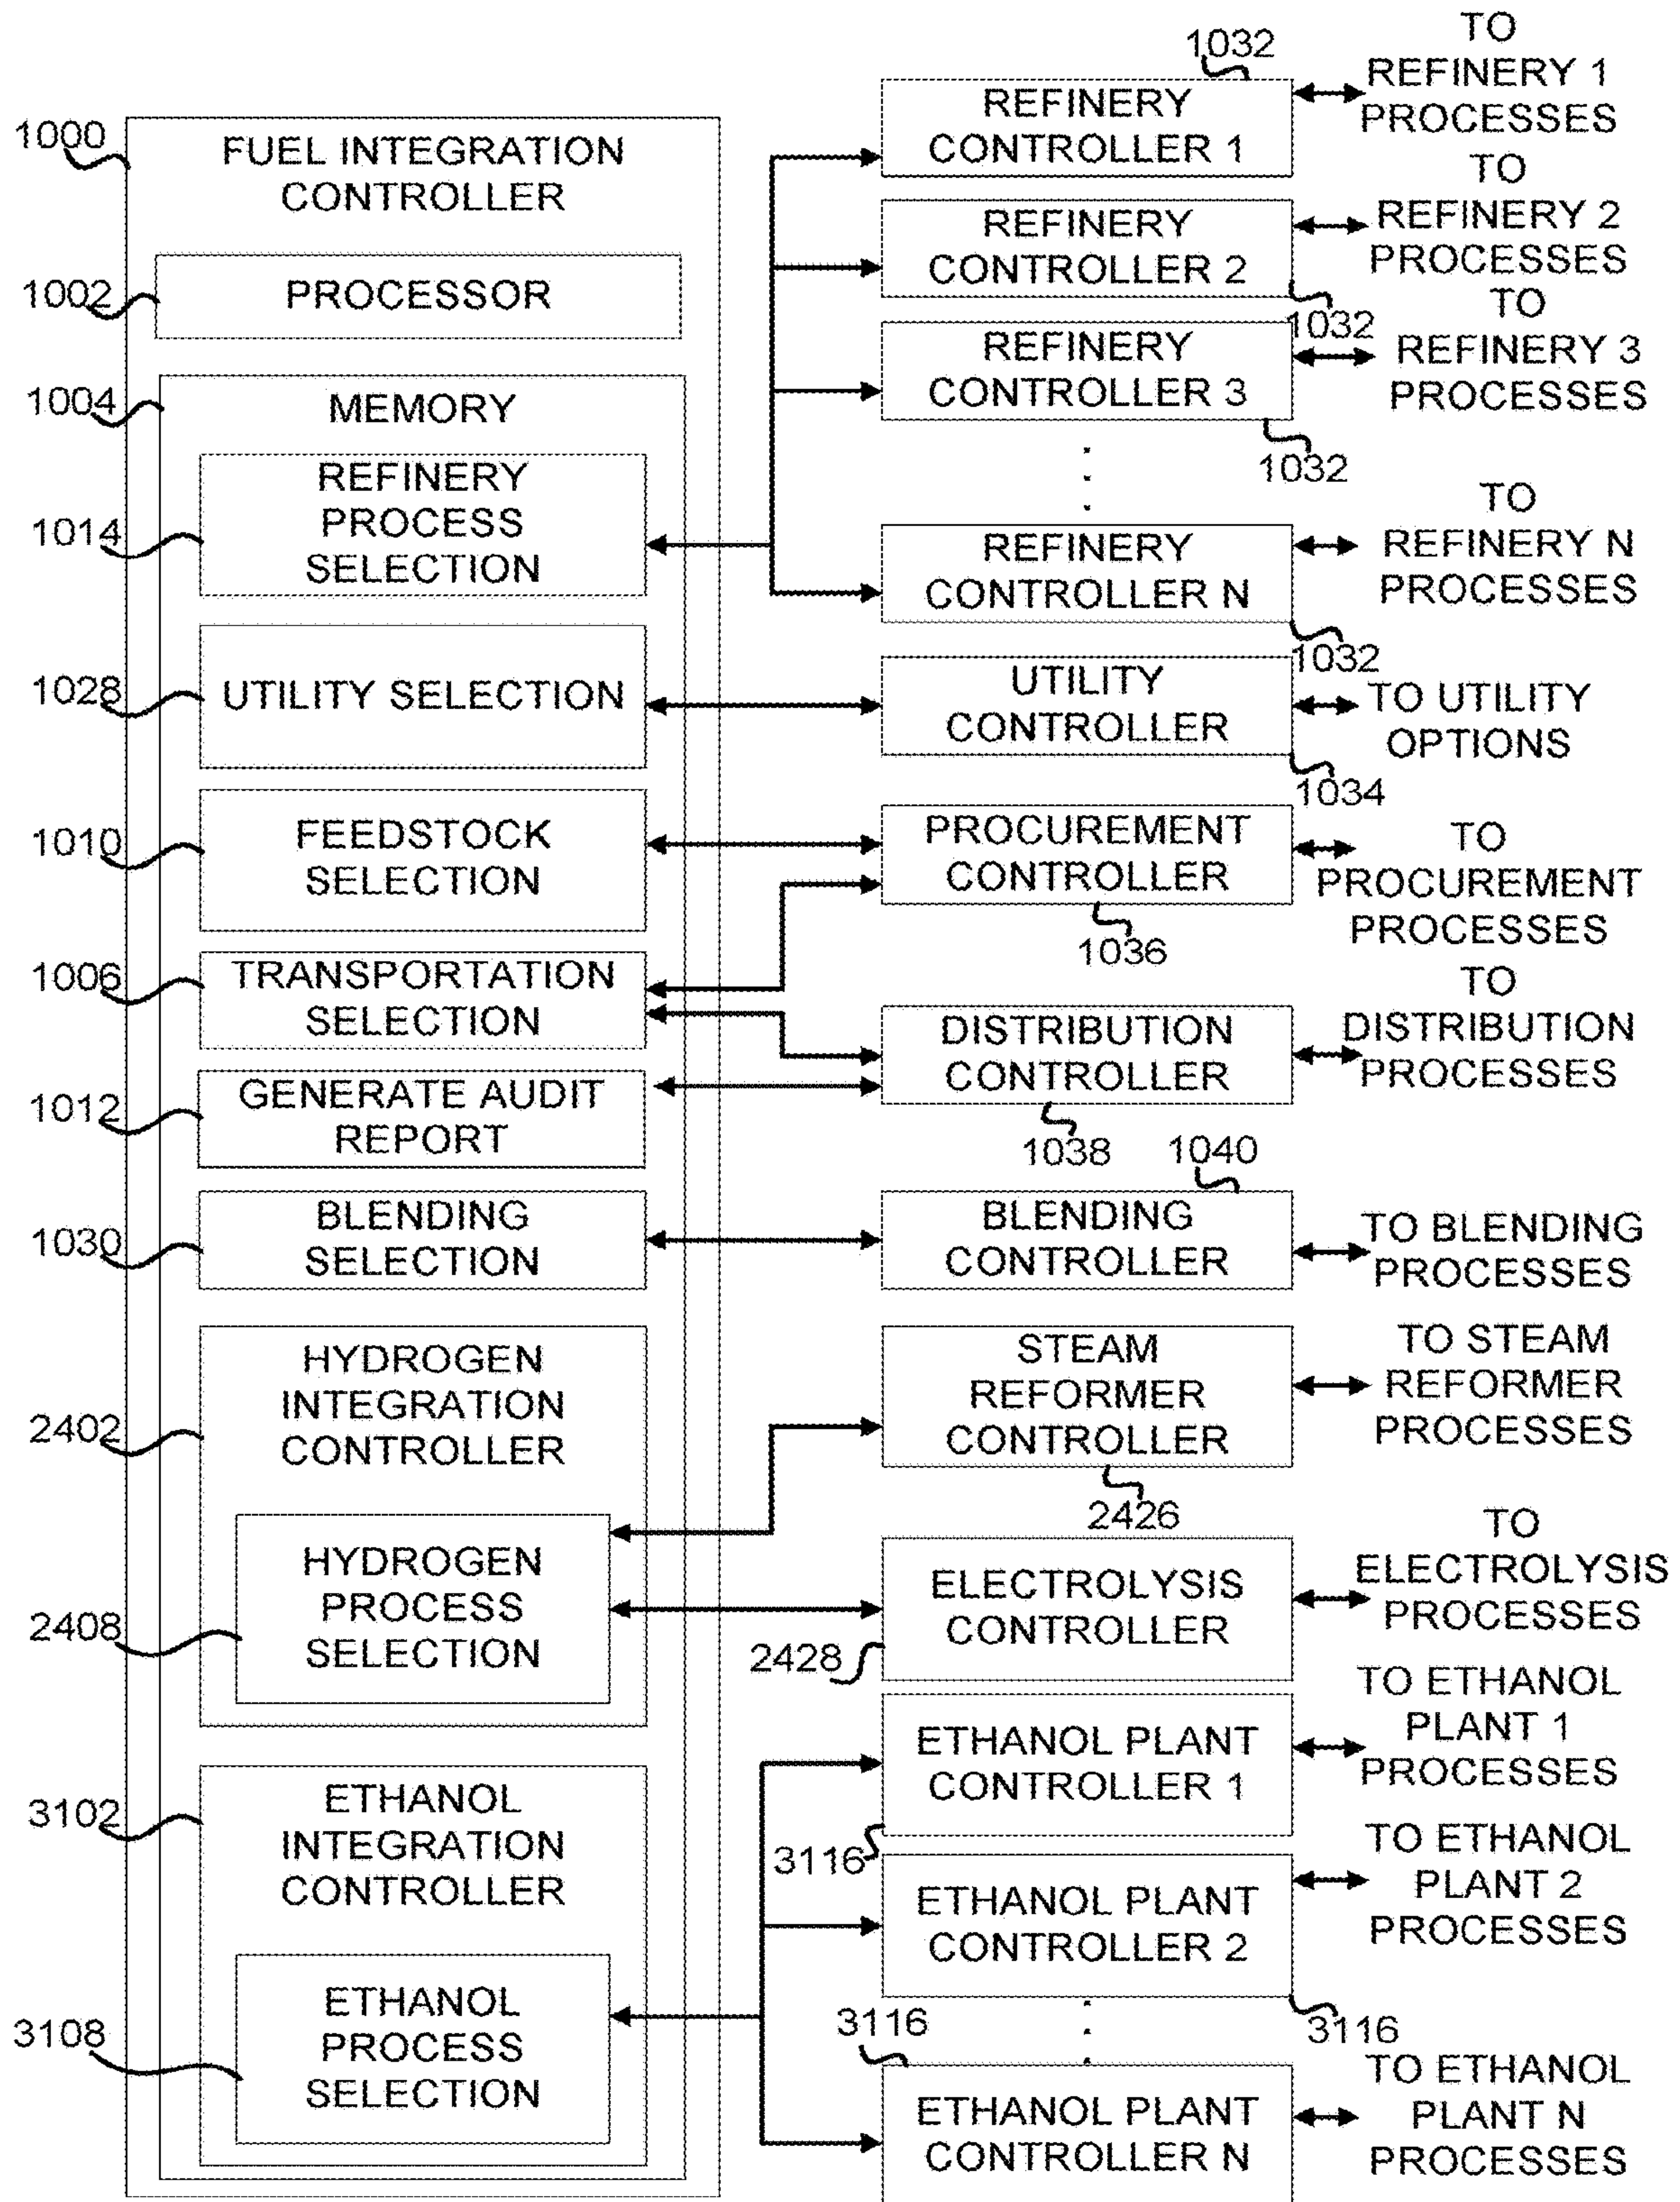 1000
FUEL INTEGRATION
CONTROLLER
1002
PROCESSOR
1004
MEMORY
1014
REFINERY
PROCESS
SELECTION
1028
UTILITY SELECTION
1010
FEEDSTOCK
SELECTION
1006
TRANSPORTATION
SELECTION
1012
GENERATE AUDIT
REPORT
1030
BLENDING
SELECTION
2402
HYDROGEN
INTEGRATION
CONTROLLER
2408
HYDROGEN
PROCESS
SELECTION
3102
ETHANOL
INTEGRATION
CONTROLLER
3108
ETHANOL
PROCESS
SELECTION
1032
REFINERY
CONTROLLER 1
TO
REFINERY 1
PROCESSES
REFINERY
CONTROLLER 2
1032
TO
REFINERY 2
PROCESSES
REFINERY
CONTROLLER 3
1032
TO
REFINERY 3
PROCESSES
REFINERY
CONTROLLER N
1032
TO
REFINERY N
PROCESSES
UTILITY
CONTROLLER
1034
TO UTILITY
OPTIONS
PROCUREMENT
CONTROLLER
1036
TO
PROCUREMENT
PROCESSES
DISTRIBUTION
CONTROLLER
1038
TO
DISTRIBUTION
PROCESSES
1040
BLENDING
CONTROLLER
TO BLENDING
PROCESSES
STEAM
REFORMER
CONTROLLER
2426
TO STEAM
REFORMER
PROCESSES
ELECTROLYSIS
CONTROLLER
2428
TO
ELECTROLYSIS
PROCESSES
ETHANOL PLANT
CONTROLLER 1
3116
TO ETHANOL
PLANT 1
PROCESSES
ETHANOL PLANT
CONTROLLER 2
3116
TO ETHANOL
PLANT 2
PROCESSES
3116
ETHANOL PLANT
CONTROLLER N
TO ETHANOL
PLANT N
PROCESSES